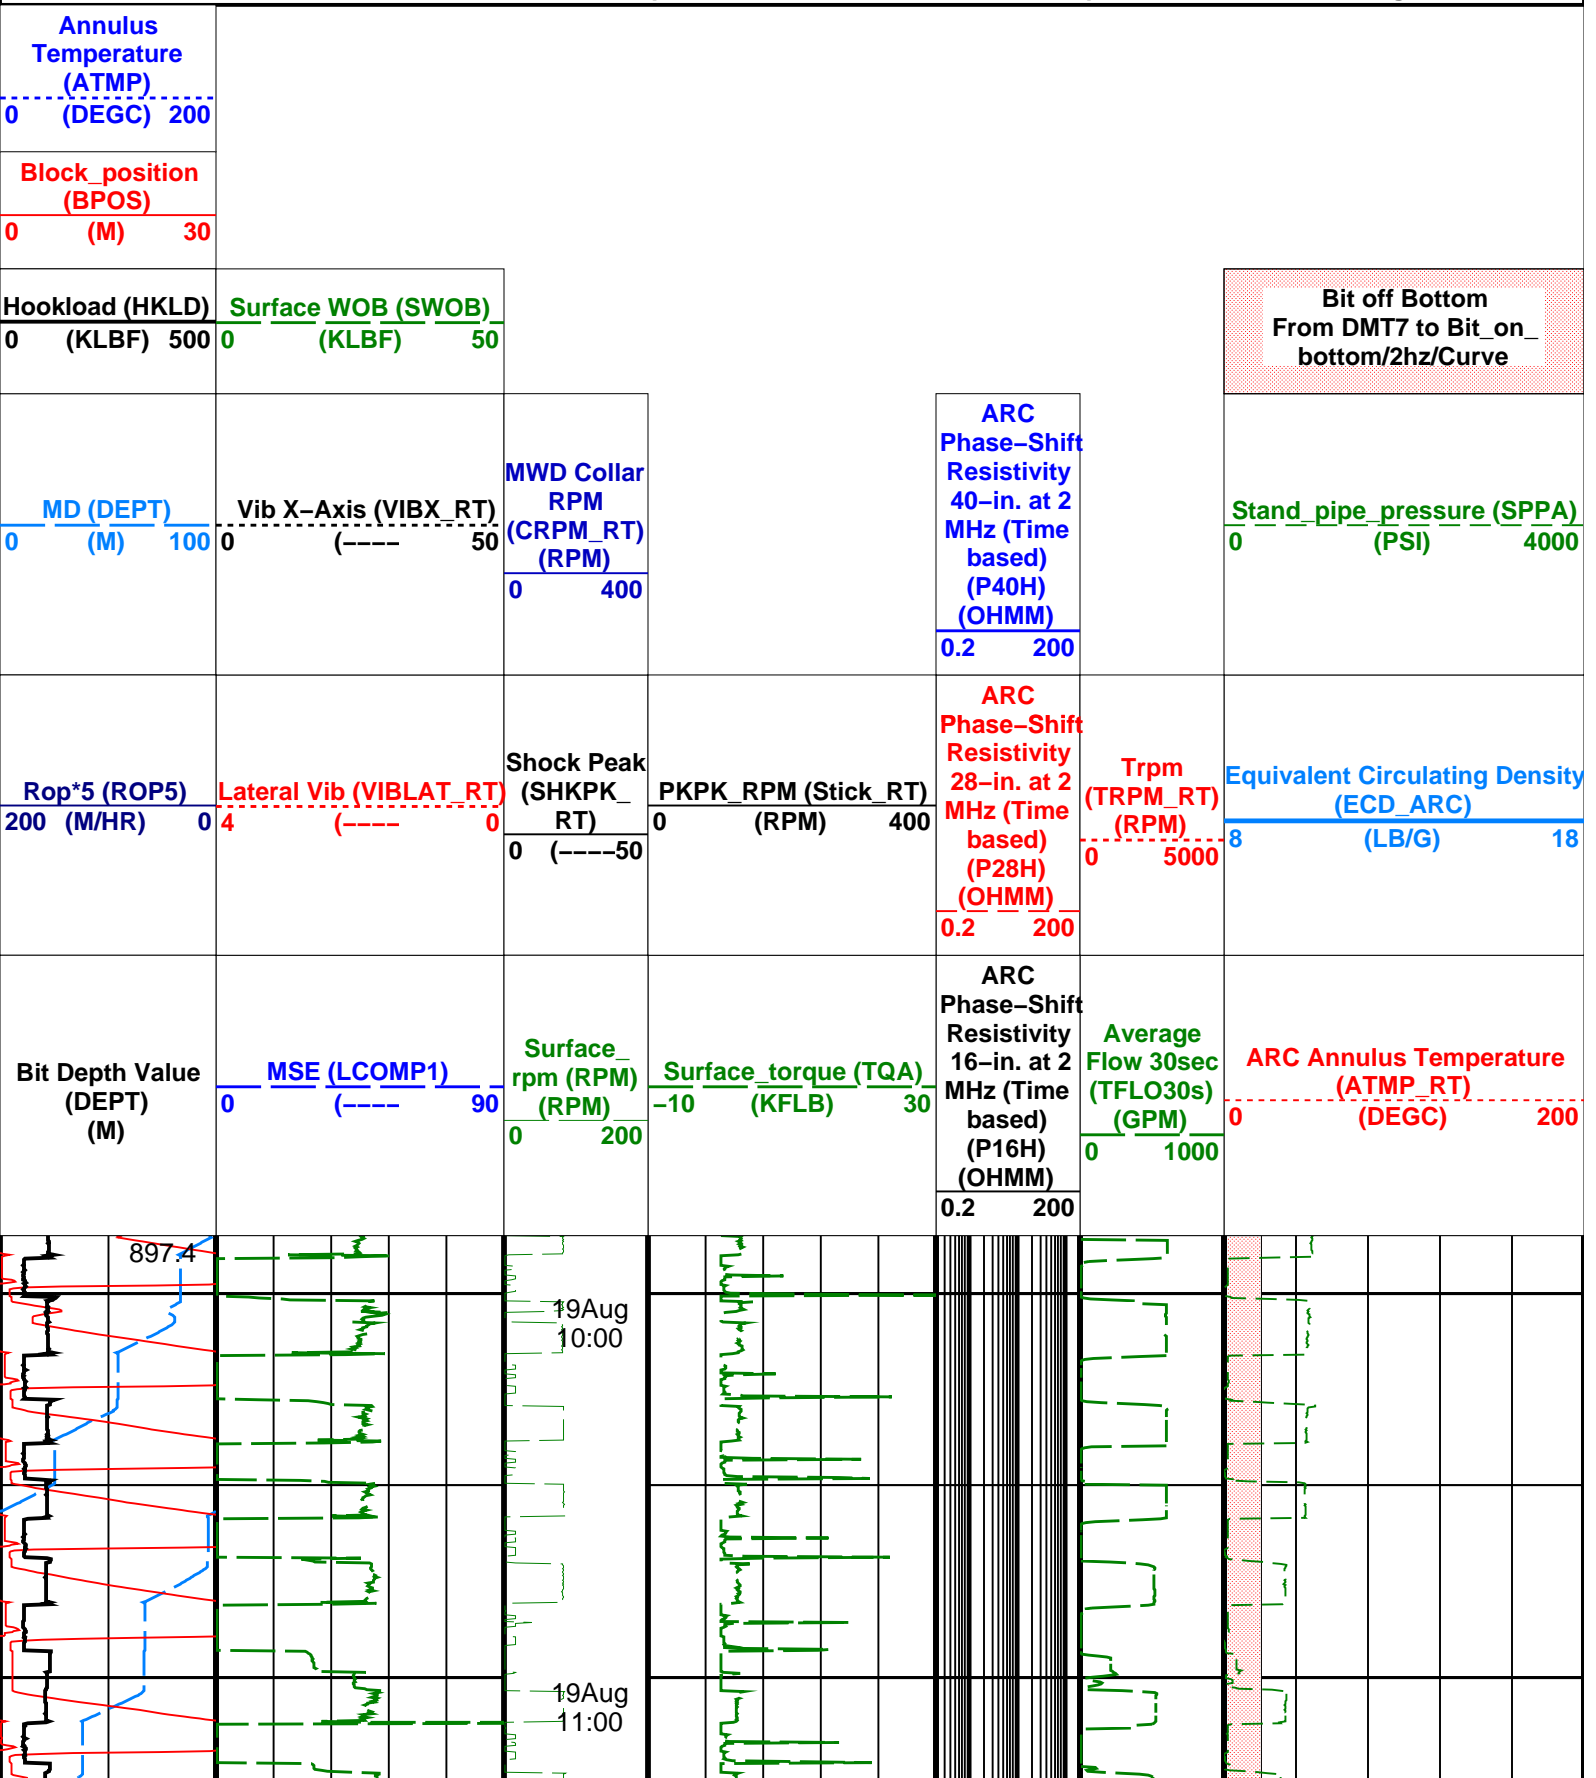 Annulus
Temperature
(ATMP)
0 (DEGC) 200
Block_position
(BPOS)
0 (M) 30
Hookload (HKLD)
0 (KLBF) 500
Surface WOB (SWOB)
0 (KLBF) 50
Bit off Bottom
From DMT7 to Bit_on_
bottom/2hz/Curve
MD (DEPT)
0 (M) 100
Vib X−Axis (VIBX_RT)
0 (−−−− 50
MWD Collar
RPM
(CRPM_RT)
(RPM)
0 400
ARC
Phase−Shift
Resistivity
40−in. at 2
MHz (Time
based)
(P40H)
(OHMM)
0.2 200
Stand_pipe_pressure (SPPA)
0 (PSI) 4000
Rop*5 (ROP5)
200 (M/HR) 0
Lateral Vib (VIBLAT_RT)
4 (−−−− 0
Shock Peak
(SHKPK_
RT)
0 (−−−−50
PKPK_RPM (Stick_RT)
0 (RPM) 400
ARC
Phase−Shift
Resistivity
28−in. at 2
MHz (Time
based)
(P28H)
(OHMM)
0.2 200
Trpm
(TRPM_RT)
(RPM)
0 5000
Equivalent Circulating Density
(ECD_ARC)
8 (LB/G) 18
Bit Depth Value
(DEPT)
(M)
MSE (LCOMP1)
0 (−−−− 90
Surface_
rpm (RPM)
(RPM)
0 200
Surface_torque (TQA)
−10 (KFLB) 30
ARC
Phase−Shift
Resistivity
16−in. at 2
MHz (Time
based)
(P16H)
(OHMM)
0.2 200
Average
Flow 30sec
(TFLO30s)
(GPM)
0 1000
ARC Annulus Temperature
(ATMP_RT)
0 (DEGC) 200
897.4
19Aug
10:00
19Aug
11:00